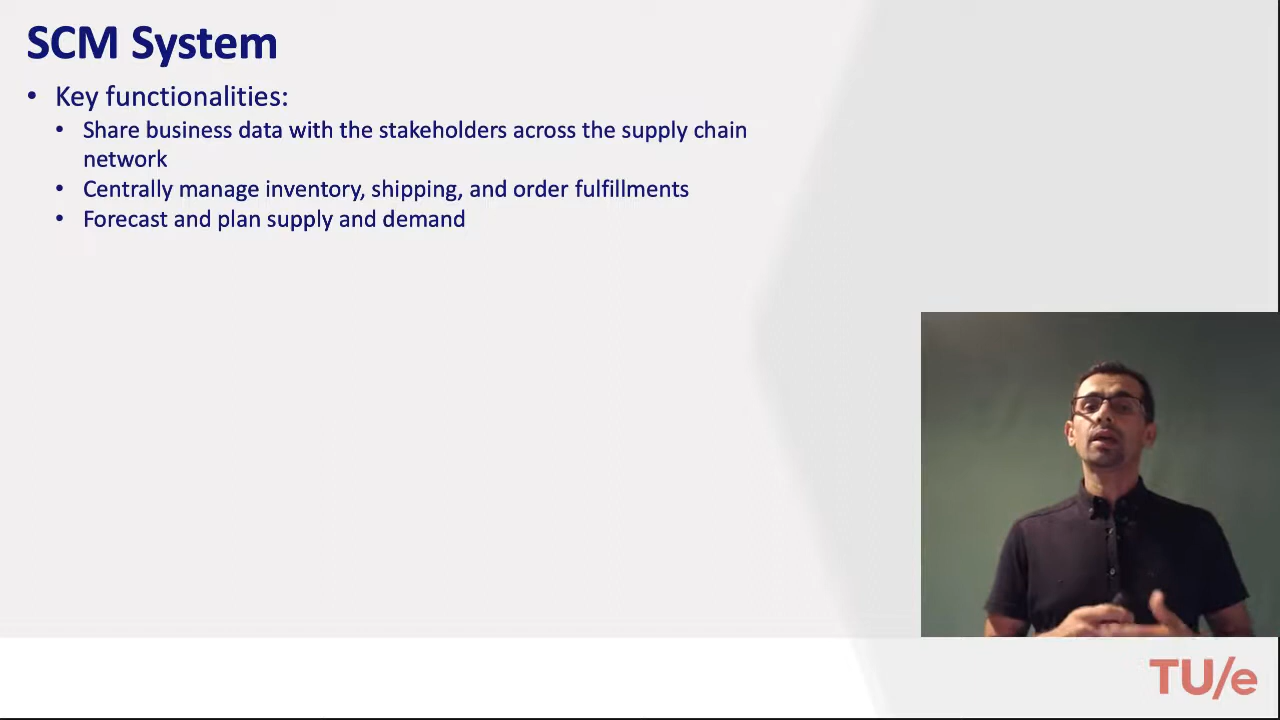 SCM System
• Key functionalities:
• Share business data with the stakeholders across the supply chain
network
• Centrally manage inventory, shipping, and order fulfillments
• Forecast and plan supply and demand
TU/e